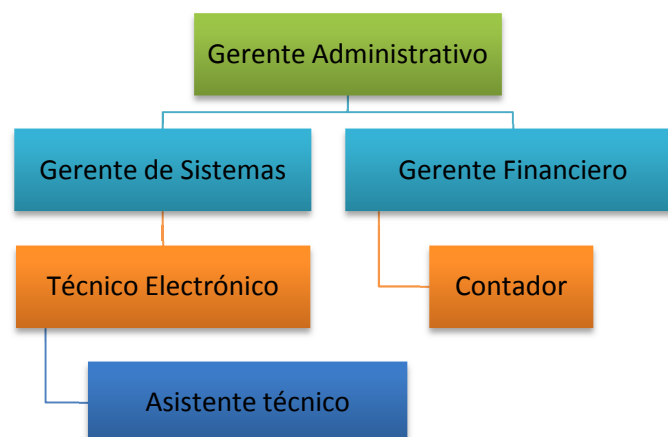 Gerente Administrativo
Gerente de Sistemas
Gerente Financiero
Técnico Electrónico
Contador
Asistente técnico